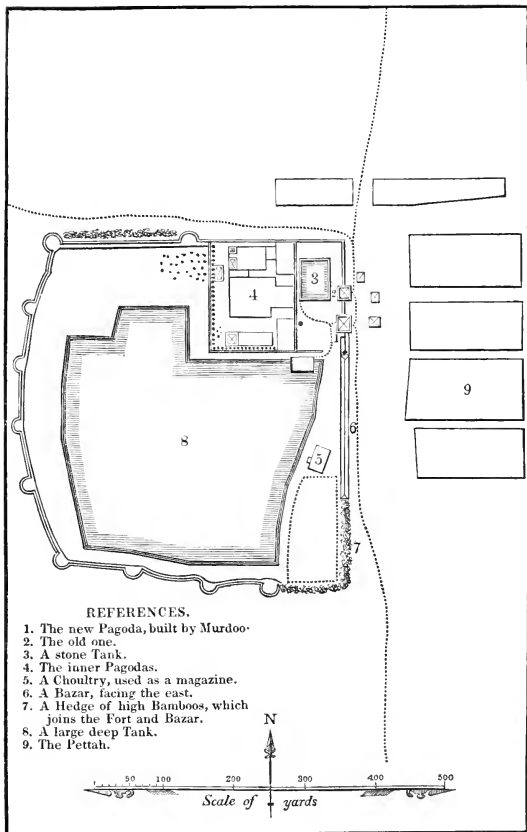 3
2
4
1
9
6
8
5
7
REFERENCES.
1. The new Pagoda, built by Murdoo·
2. The old one.
3. A stone Tank.
4. The inner Pagodas.
5. A Choultry, used as a magazine.
6. A Bazar, facing the east.
7. A Hedge of high Bamboos, which
joins the Fort and Bazar.
8. A large deep Tank.
9. The Pettah.
N
50 100 200 300 400 500
Scale of yards